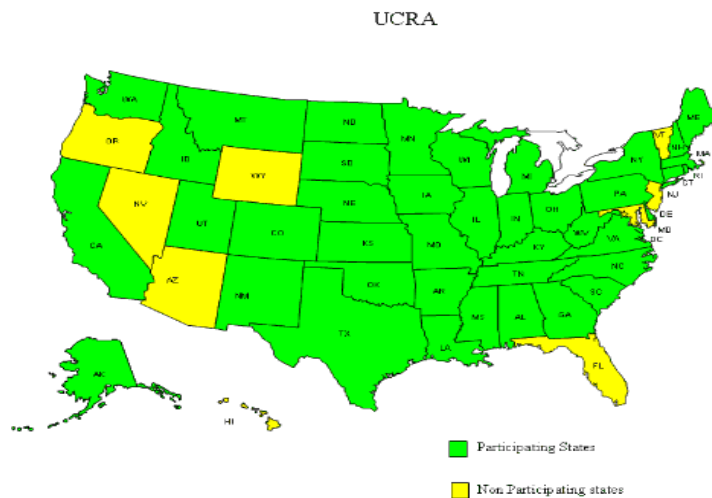 UCRA
WA
MT
ND
MN
OR
ID
SD
WI
MI
NY
VT
NH
ME
MA
RI
CT
WY
NE
IA
PA
NJ
NV
UT
CO
KS
MO
IL
IN
OH
WV
VA
DE
MD
DC
CA
KY
AZ
NM
OK
AR
TN
NC
SC
TX
LA
MS
AL
GA
FL
AK
HI
Participating States
Non Participating states